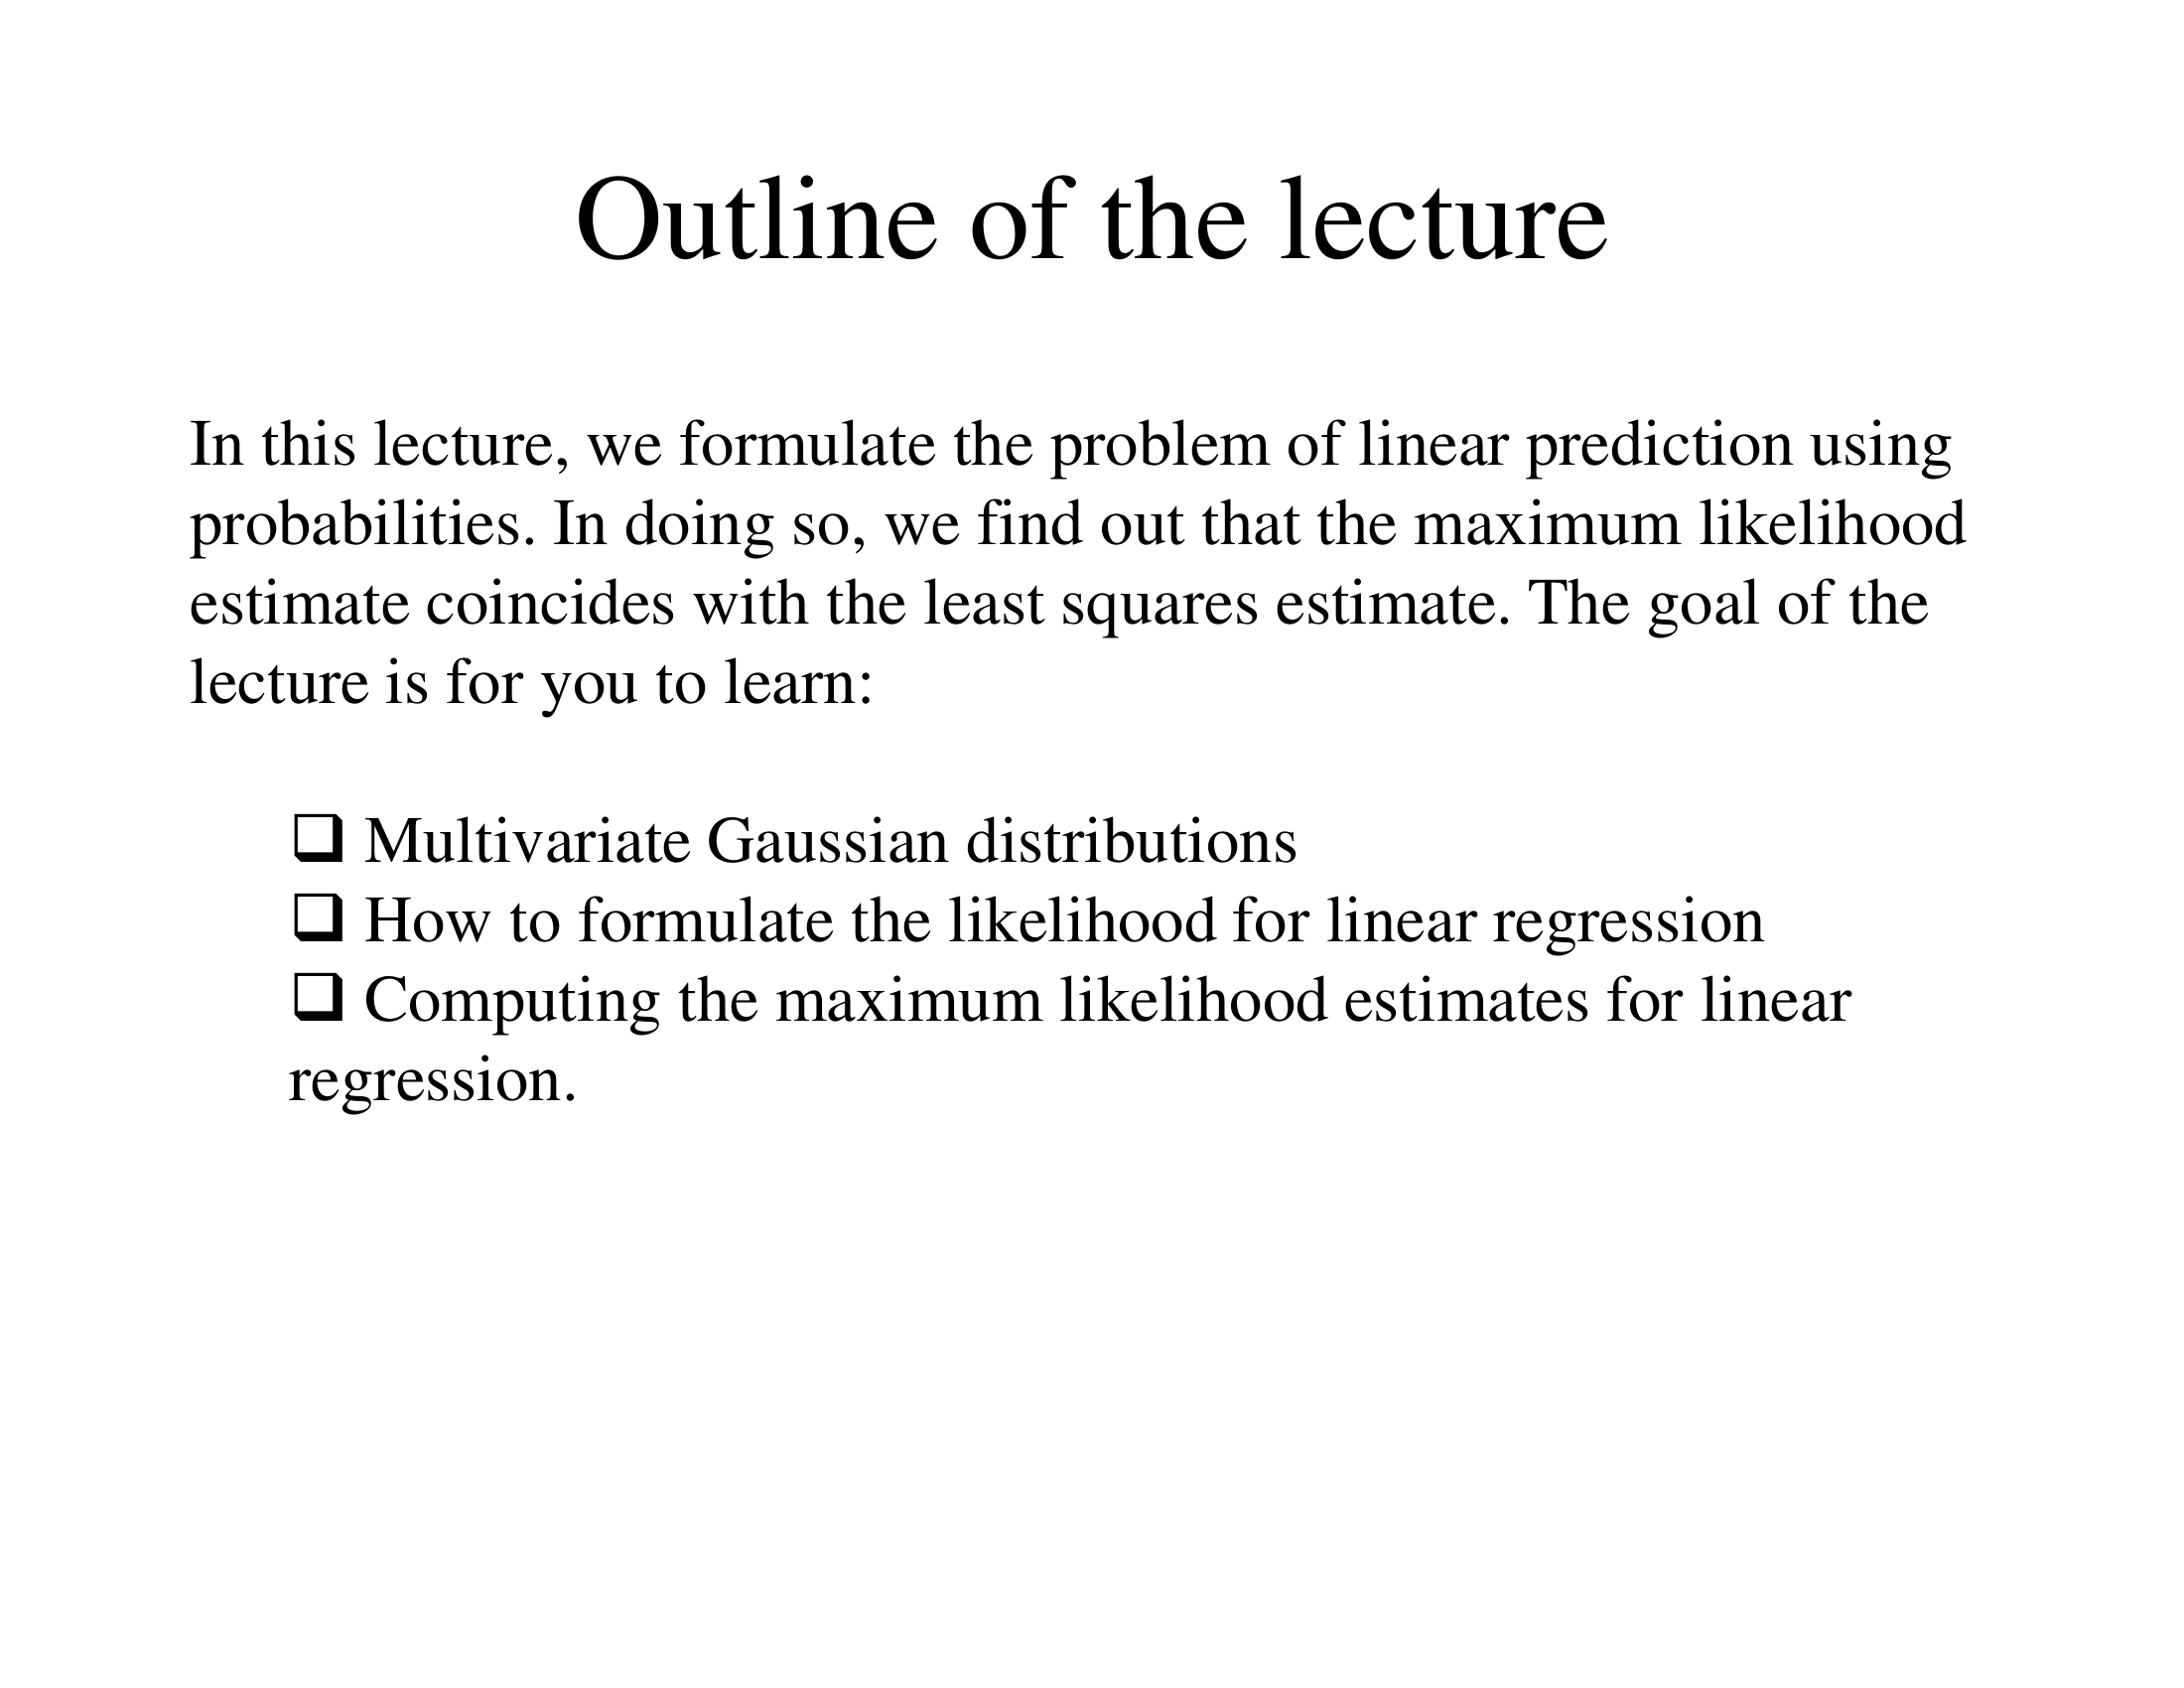 Outline of the lecture
In this lecture, we formulate the problem of linear prediction using
probabilities. In doing so, we find out that the maximum likelihood
estimate coincides with the least squares estimate. The goal of the
lecture is for you to learn:
❑ Multivariate Gaussian distributions
❑ How to formulate the likelihood for linear regression
❑ Computing the maximum likelihood estimates for linear
regression.